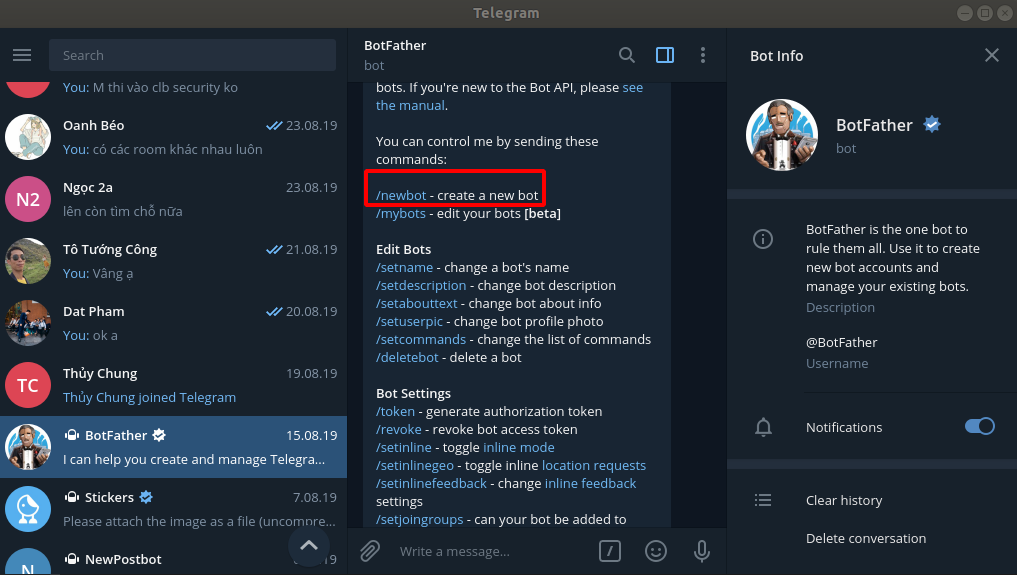 Telegram
Search
You: M thi vào clb security ko
Oanh Béo
23.08.19
You: có các room khác nhau luôn
N2
Ngọc 2a
23.08.19
lên còn tìm chỗ nữa
Tô Tướng Công
21.08.19
You: Vâng ạ
Dat Pham
20.08.19
You: ok a
TC
Thủy Chung
19.08.19
Thủy Chung joined Telegram
BotFather
15.08.19
I can help you create and manage Telegra...
Stickers
7.08.19
Please attach the image as a file (uncompre...
N
NewPostbot
.19
BotFather
bot
bots. If you're new to the Bot API, please see
the manual.
You can control me by sending these
commands:
/newbot - create a new bot
/mybots - edit your bots [beta]
Edit Bots
/setname - change a bot's name
/setdescription - change bot description
/setabouttext - change bot about info
/setuserpic - change bot profile photo
/setcommands - change the list of commands
/deletebot - delete a bot
Bot Settings
/token - generate authorization token
/revoke - revoke bot access token
/setinline - toggle inline mode
/setinlinegeo - toggle inline location requests
/setinlinefeedback - change inline feedback
settings
/setjoingroups - can your bot be added to
Write a message...
/
Bot Info
BotFather
bot
BotFather is the one bot to
rule them all. Use it to create
new bot accounts and
manage your existing bots.
Description
@BotFather
Username
Notifications
Clear history
Delete conversation